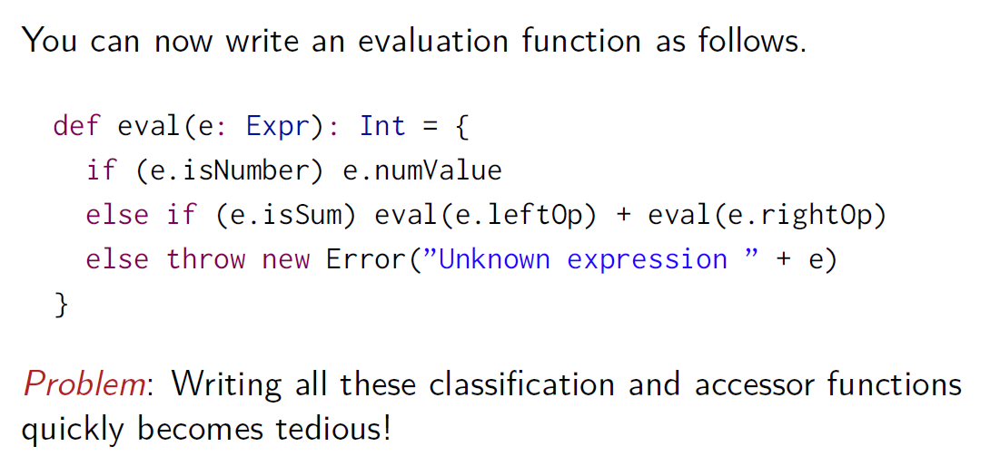 You can now write an evaluation function as follows.
def eval(e: Expr): Int = {
if (e.isNumber) e.numValue
else if (e.isSum) eval(e.leftOp) + eval(e.rightOp)
else throw new Error(”Unknown expression ” + e)
}
Problem: Writing all these classification and accessor functions
quickly becomes tedious!